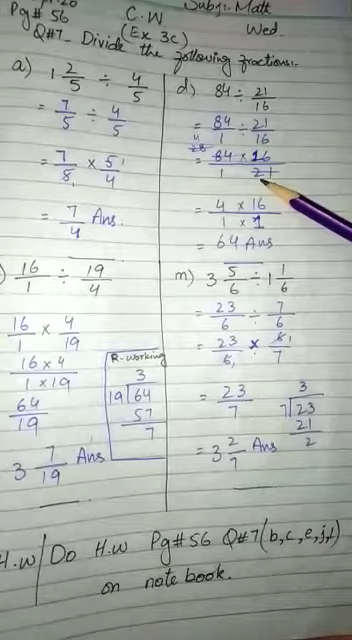 Pg# 56 C.W Subj:- Math
Q#7 (Ex 3c) Wed
Divide the following fractions:-
a) 1 2/5 ÷ 4/5
= 7/5 ÷ 4/5
= 7/5 × 5/4
= 7/4 Ans.
16/1 ÷ 19/4
16/1 × 4/19
16×4 / 1×19
64/19
3 7/19 Ans
R-working
3
19 64
57
7
d) 84 ÷ 21/16
= 84/1 ÷ 21/16
4
28
= 84 × 16 / 1 21
= 4 × 16 / 1 × 1
= 64 Ans
m) 3 5/6 ÷ 1 1/6
= 23/6 ÷ 7/6
= 23/6 × 6/7
= 23/7
= 3 2/7 Ans
3
7 23
21
2
H.w Do H.w Pg#56 Q#7(b,c,e,j,l)
on note book.